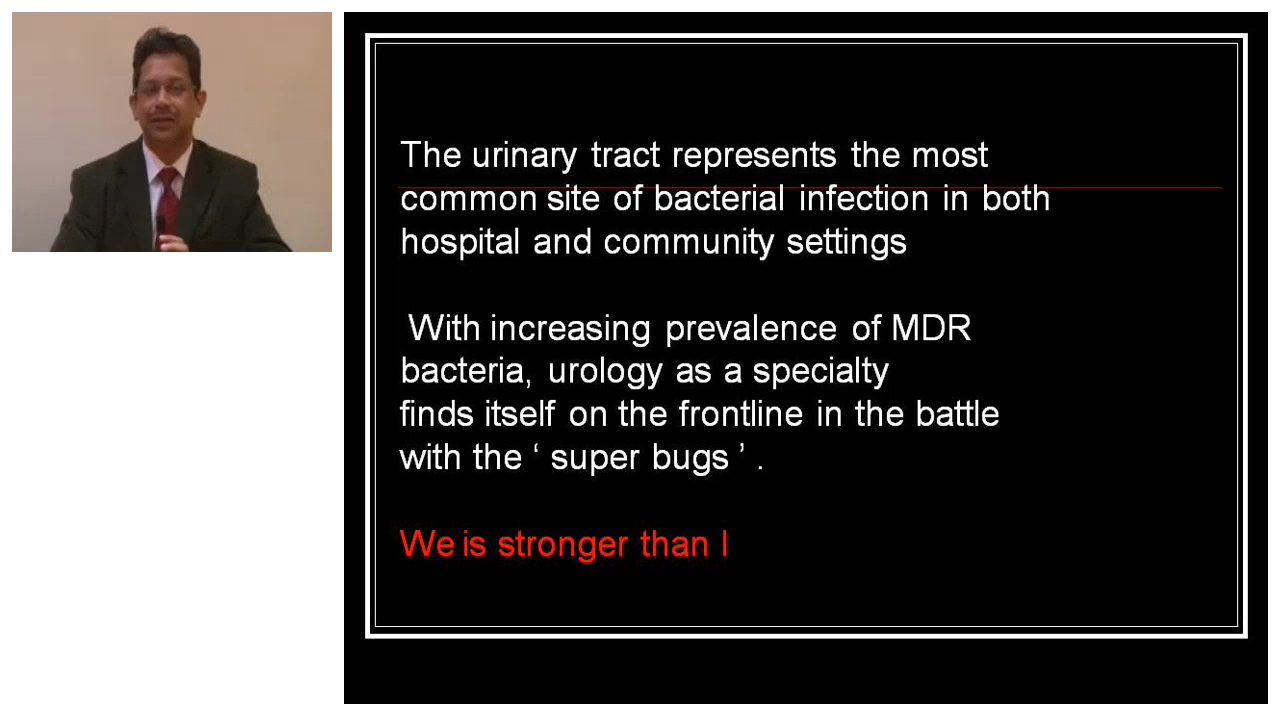 The urinary tract represents the most
common site of bacterial infection in both
hospital and community settings
With increasing prevalence of MDR
bacteria, urology as a specialty
finds itself on the frontline in the battle
with the ‘ super bugs ’ .
We is stronger than I